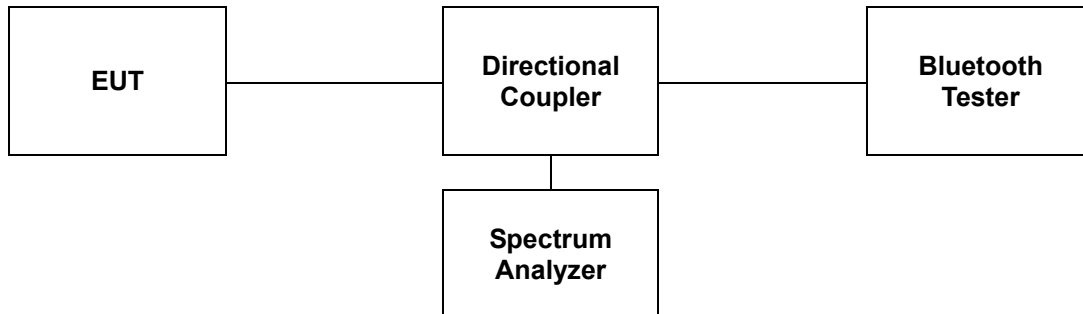 EUT
Directional
Coupler
Bluetooth
Tester
Spectrum
Analyzer